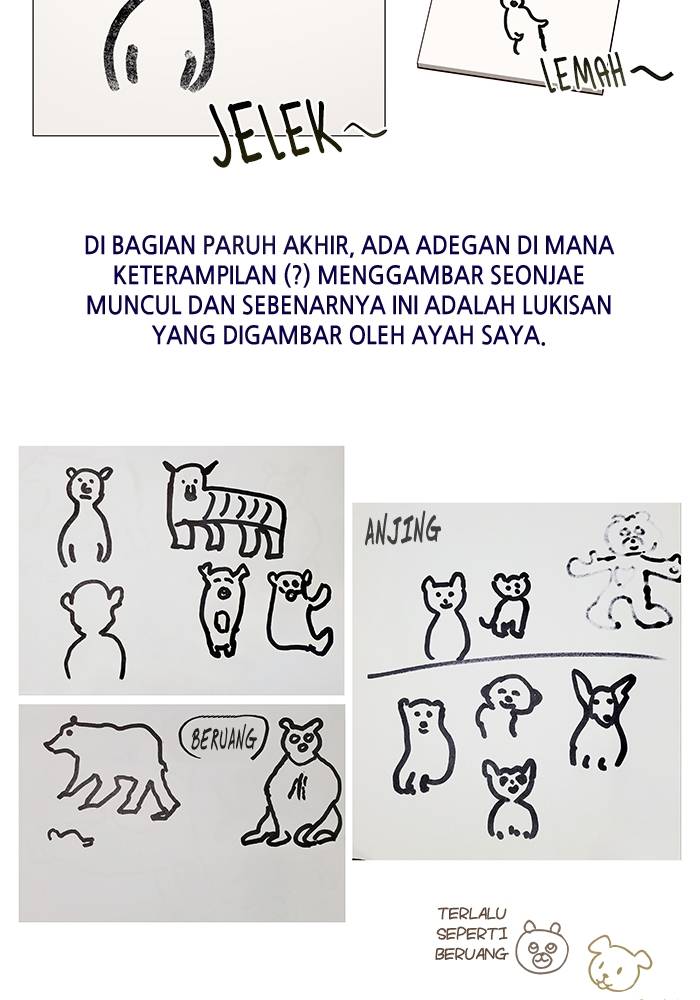 LEMAH~
JELEK~
DI BAGIAN PARUH AKHIR, ADA ADEGAN DI MANA
KETERAMPILAN (?) MENGGAMBAR SEONJAE
MUNCUL DAN SEBENARNYA INI ADALAH LUKISAN
YANG DIGAMBAR OLEH AYAH SAYA.
ANJING
BERUANG
TERLALU
SEPERTI
BERUANG